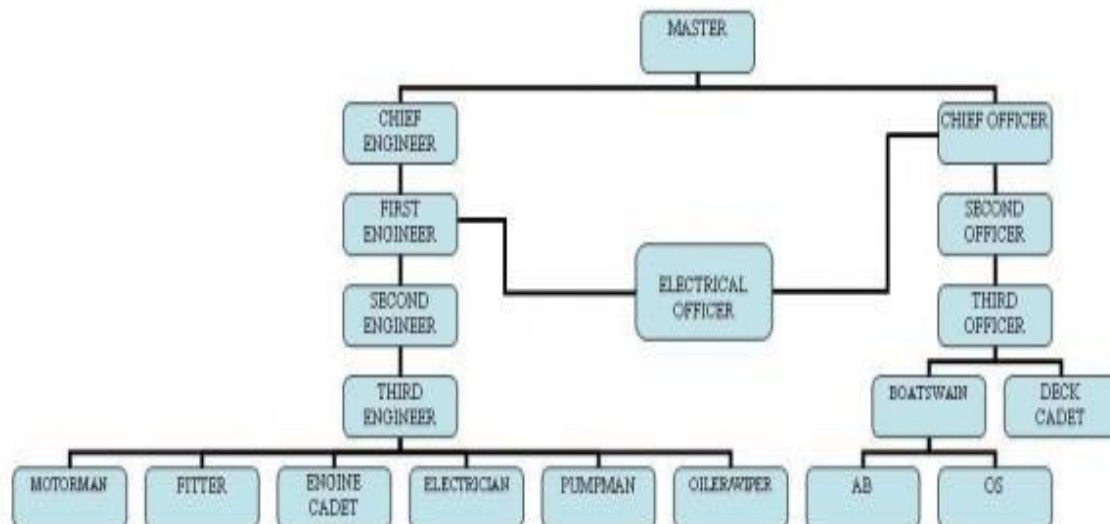 MASTER
CHIEF
ENGINEER
CHIEF OFFICER
FIRST
ENGINEER
SECOND
OFFICER
ELECTRICAL
OFFICER
SECOND
ENGINEER
THIRD
OFFICER
THIRD
ENGINEER
BOATSWAIN
DECK
CADET
MOTORMAN
FITTER
ENGINE
CADET
ELECTRICIAN
PUMPMAN
OILER/WIPER
AB
OS